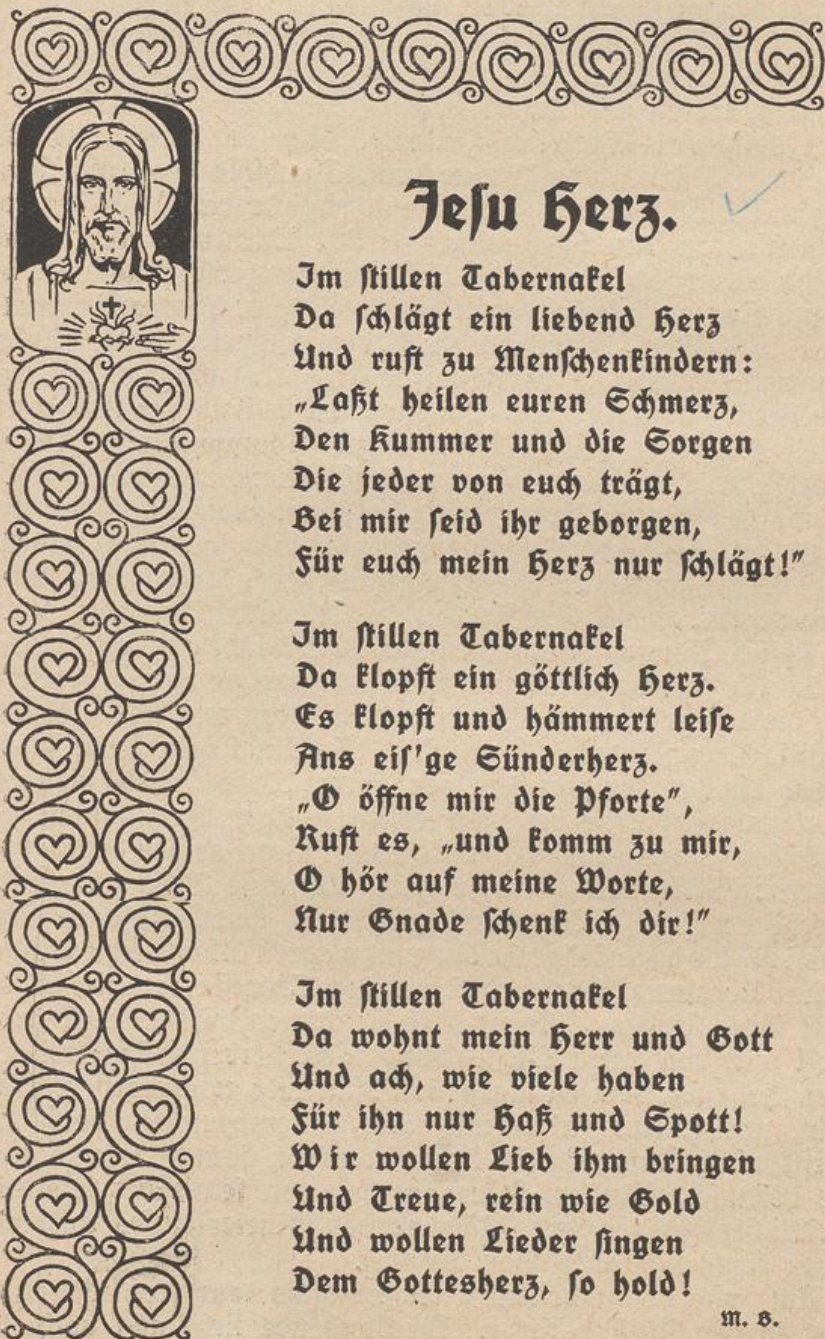 Jesu Herz.
Im stillen Tabernakel
Da schlägt ein liebend Herz
Und ruft zu Menschenkindern:
„Laßt heilen euren Schmerz,
Den Kummer und die Sorgen
Die jeder von euch trägt,
Bei mir seid ihr geborgen,
Für euch mein Herz nur schlägt!”
Im stillen Tabernakel
Da klopft ein göttlich Herz.
Es klopft und hämmert leise
Ans eis'ge Sünderherz.
„O öffne mir die Pforte”,
Ruft es, „und komm zu mir,
O hör auf meine Worte,
Nur Gnade schenk ich dir!”
Im stillen Tabernakel
Da wohnt mein Herr und Gott
Und ach, wie viele haben
Für ihn nur Haß und Spott!
Wir wollen Lieb ihm bringen
Und Treue, rein wie Gold
Und wollen Lieder singen
Dem Gottesherz, so hold!